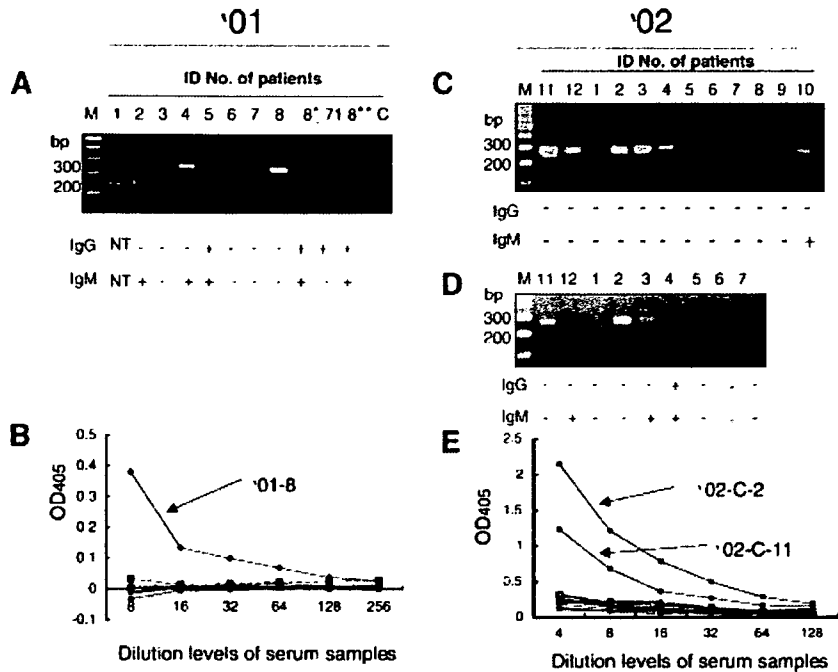 '01
ID No. of patients
A
M 1 2 3 4 5 6 7 8 8* 71 8** C
bp
300
200
IgG NT - - - + - - - + + +
IgM NT + - + + - - - + - +
B
OD405
0.5
0.4
0.3
0.2
0.1
0
-0.1
'01-8
8 16 32 64 128 256
Dilution levels of serum samples
'02
ID No. of patients
C
M 11 12 1 2 3 4 5 6 7 8 9 10
bp
300
200
IgG - - - - - - - - - - - -
IgM - - - - - - - - - - - +
D
M 11 12 1 2 3 4 5 6 7
bp
300
200
IgG - - - - - + - - -
IgM - + - - + + - - -
E
OD405
2.5
2
1.5
1
0.5
0
'02-C-2
'02-C-11
4 8 16 32 64 128
Dilution levels of serum samples